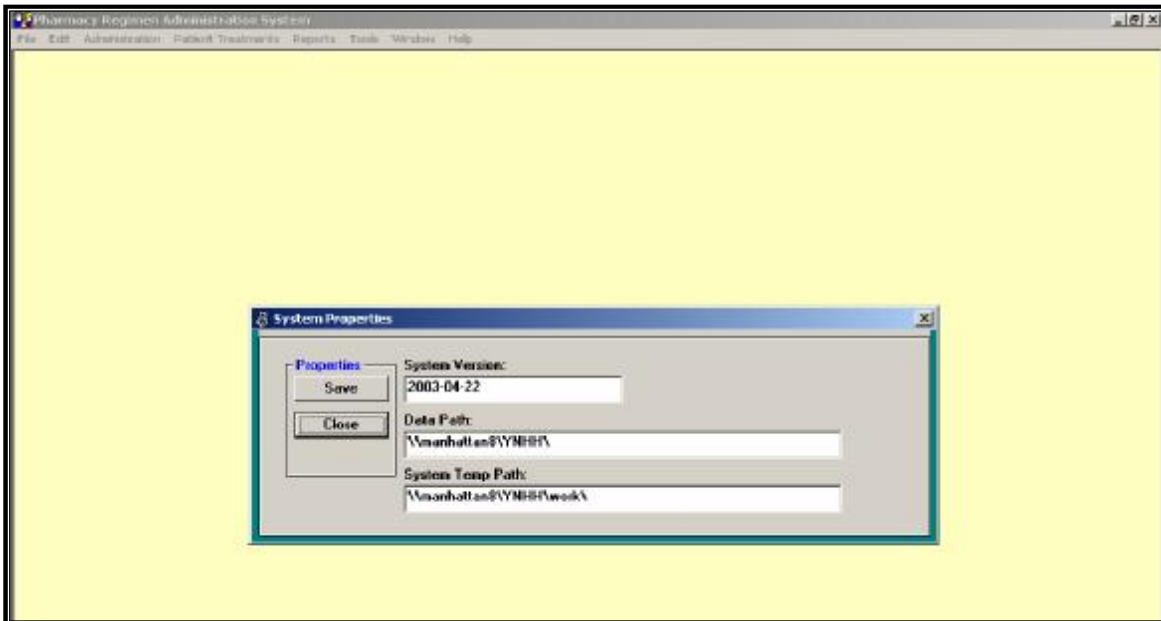 Pharmacy Regimen Administration System
File Edit Administration Patient Treatments Reports Tools Window Help
System Properties
Properties
Save
Close
System Version:
2003-04-22
Data Path:
\\manhattan8\YNHH\
System Temp Path:
\\manhattan8\YNHH\work\